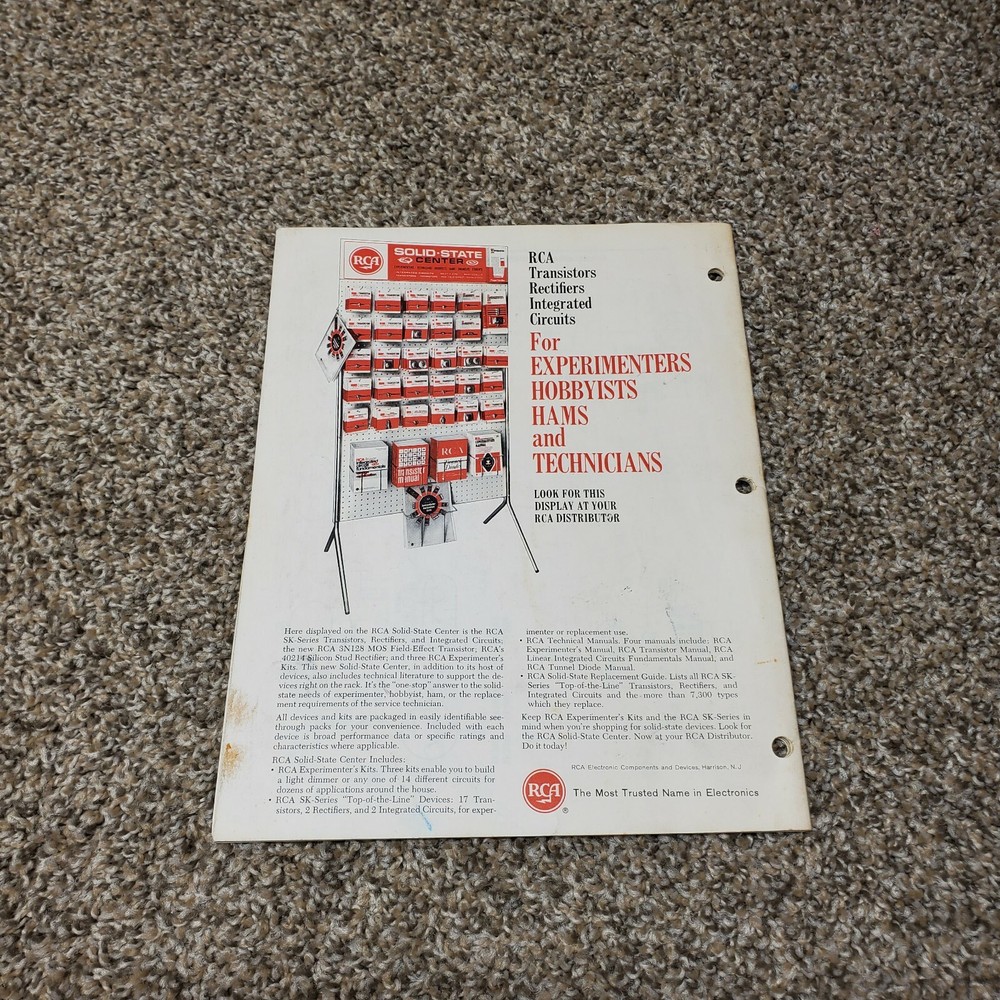 RCA
SOLID-STATE
CENTER
RCA
Transistors
Rectifiers
Integrated
Circuits
For
EXPERIMENTERS
HOBBYISTS
HAMS
and
TECHNICIANS
LOOK FOR THIS
DISPLAY AT YOUR
RCA DISTRIBUTOR
RCA
Here displayed on the RCA Solid-State Center is the RCA
SK-Series Transistors, Rectifiers, and Integrated Circuits;
the new RCA 3N128 MOS Field-Effect Transistor; RCA's
40214 Silicon Stud Rectifier; and three RCA Experimenter's
Kits. This new Solid-State Center, in addition to its host of
devices, also includes technical literature to support the de-
vices right on the rack. It's the "one-stop" answer to the solid-
state needs of experimenter, hobbyist, ham, or the replace-
ment requirements of the service technician.
All devices and kits are packaged in easily identifiable see-
through packs for your convenience. Included with each
device is broad performance data or specific ratings and
characteristics where applicable.
RCA Solid-State Center Includes:
• RCA Experimenter's Kits. Three kits enable you to build
a light dimmer or any one of 14 different circuits for
dozens of applications around the house.
• RCA SK-Series "Top-of-the-Line" Devices: 17 Tran-
sistors, 2 Rectifiers, and 2 Integrated Circuits, for exper-
imenter or replacement use.
• RCA Technical Manuals. Four manuals include: RCA
Experimenter's Manual, RCA Transistor Manual, RCA
Linear Integrated Circuits Fundamentals Manual, and
RCA Tunnel Diode Manual.
• RCA Solid-State Replacement Guide. Lists all RCA SK-
Series "Top-of-the-Line" Transistors, Rectifiers, and
Integrated Circuits and the more than 7,300 types
which they replace.
Keep RCA Experimenter's Kits and the RCA SK-Series in
mind when you're shopping for solid-state devices. Look for
the RCA Solid-State Center. Now at your RCA Distributor.
Do it today!
RCA Electronic Components and Devices, Harrison, N.J.
RCA
®
The Most Trusted Name in Electronics